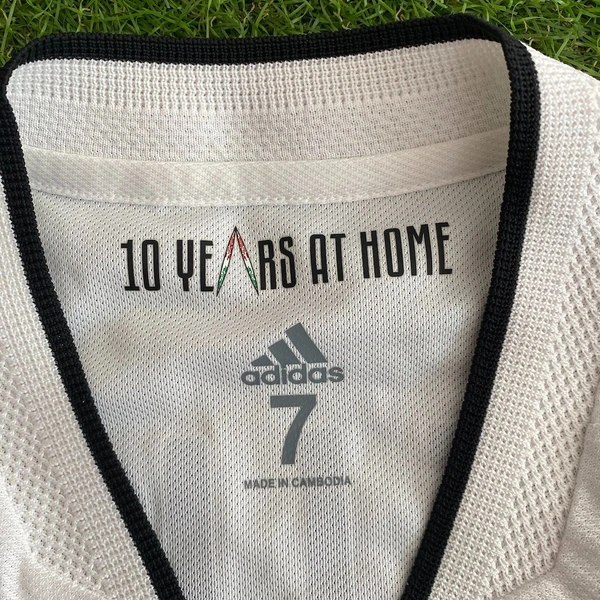 10 YEARS AT HOME
adidas
7
MADE IN CAMBODIA